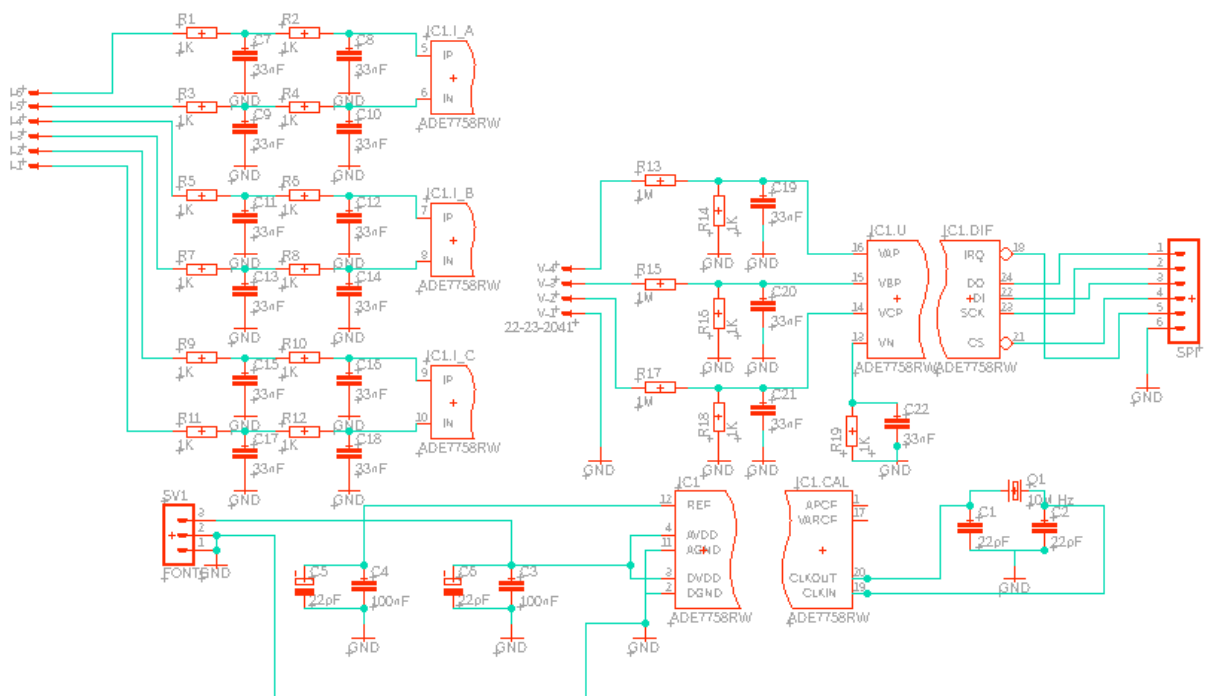 R1
1K
R2
1K
C7
33nF
GND
C8
33nF
GND
IC1.I_A
5
IP
6
IN
ADE7758RW
I-6
I-5
I-4
I-3
I-2
I-1
R3
1K
R4
1K
C9
33nF
GND
C10
33nF
GND
R5
1K
R6
1K
C11
33nF
GND
C12
33nF
GND
IC1.I_B
7
IP
8
IN
ADE7758RW
R7
1K
R8
1K
C13
33nF
GND
C14
33nF
GND
R9
1K
R10
1K
C15
33nF
GND
C16
33nF
GND
IC1.I_C
9
IP
10
IN
ADE7758RW
R11
1K
R12
1K
C17
33nF
GND
C18
33nF
GND
V-4
V-3
V-2
V-1
22-23-2041
GND
R13
1M
R14
1K
GND
C19
33nF
GND
R15
1M
R16
1K
GND
C20
33nF
GND
R17
1M
R18
1K
GND
C21
33nF
GND
IC1.U
16
VAP
15
VBP
14
VCP
13
VN
ADE7758RW
R19
1K
C22
33nF
GND
IC1.DIF
IRQ
18
DO
24
DI
22
SCK
23
CS
21
ADE7758RW
1
2
3
4
5
6
SPI
GND
SV1
3
2
1
GND
C5
22pF
C4
100nF
GND
C6
22pF
C3
100nF
GND
IC1
12
REF
4
AVDD
11
AGND
3
DVDD
2
DGND
ADE7758RW
GND
IC1.CAL
APCF
1
VARCF
17
CLKOUT
20
CLKIN
19
ADE7758RW
Q1
C1
22pF
C2
22pF
GND